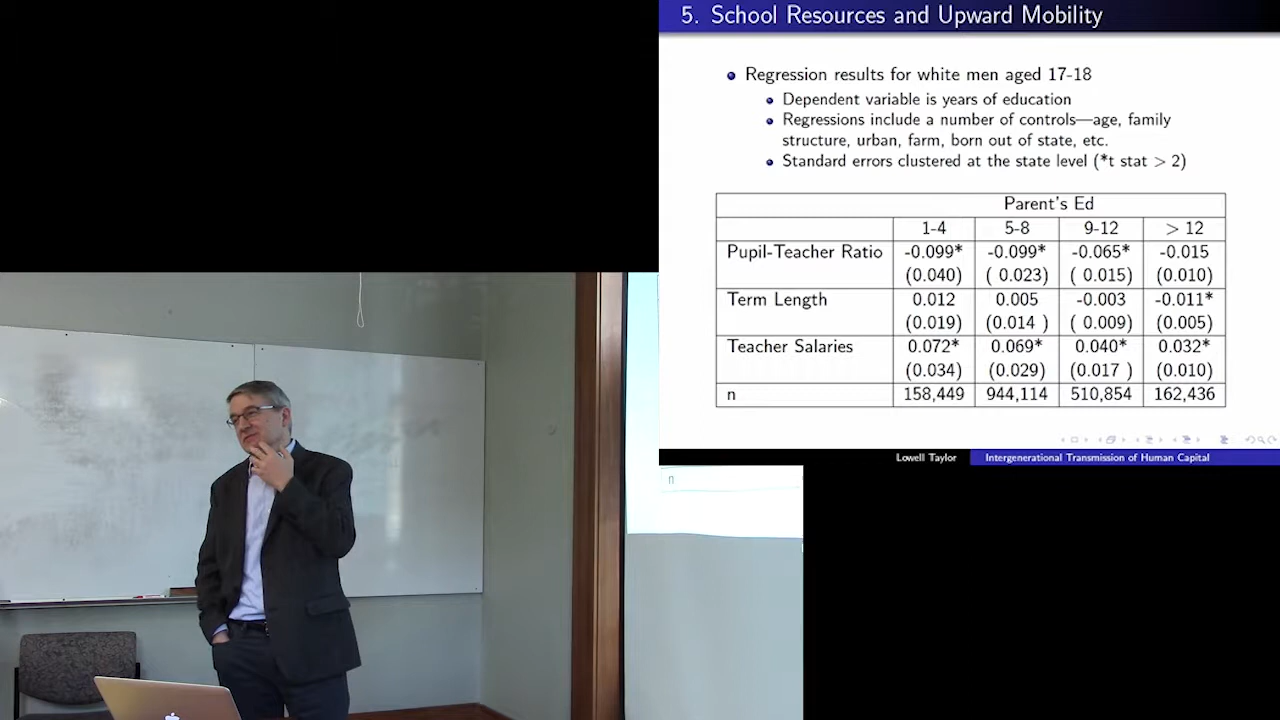 5. School Resources and Upward Mobility
Regression results for white men aged 17-18
Dependent variable is years of education
Regressions include a number of controls—age, family
structure, urban, farm, born out of state, etc.
Standard errors clustered at the state level (*t stat > 2)
Parent's Ed
1-4 5-8 9-12 > 12
Pupil-Teacher Ratio -0.099* -0.099* -0.065* -0.015
(0.040) ( 0.023) ( 0.015) (0.010)
Term Length 0.012 0.005 -0.003 -0.011*
(0.019) (0.014 ) ( 0.009) (0.005)
Teacher Salaries 0.072* 0.069* 0.040* 0.032*
(0.034) (0.029) (0.017 ) (0.010)
n 158,449 944,114 510,854 162,436
Lowell Taylor Intergenerational Transmission of Human Capital
n